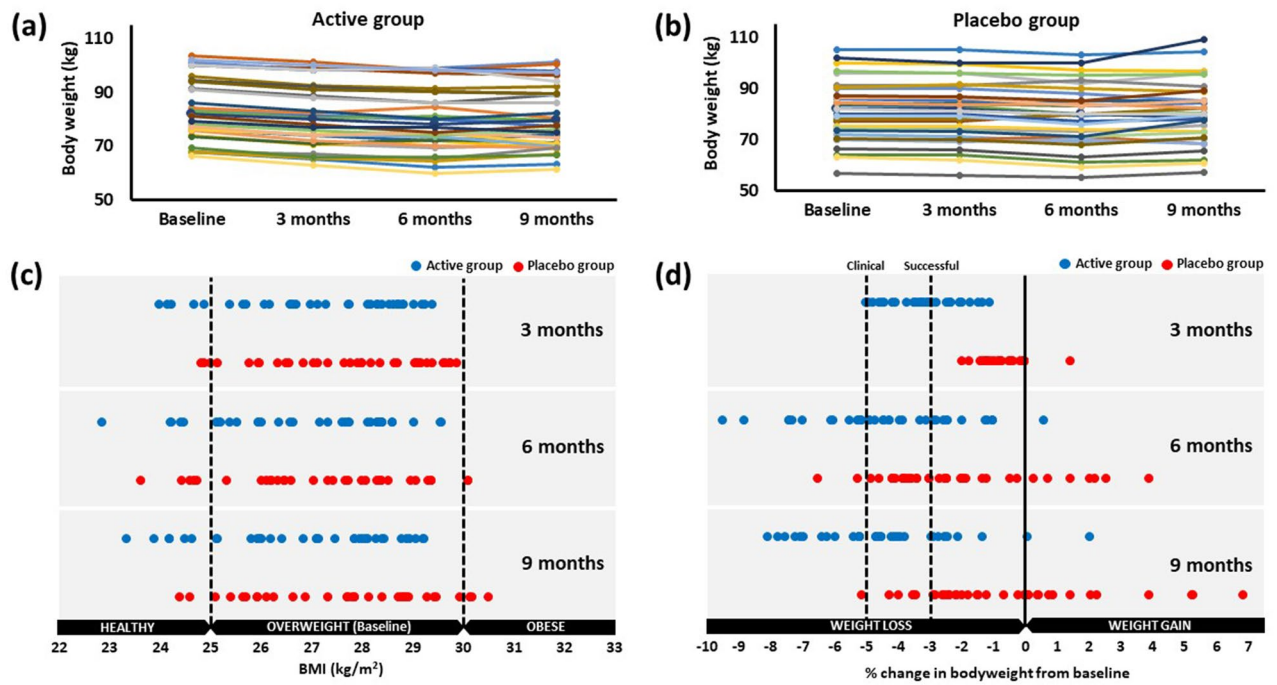 (a)
Active group
Body weight (kg)
110
90
70
50
Baseline 3 months 6 months 9 months
(b)
Placebo group
Body weight (kg)
110
90
70
50
Baseline 3 months 6 months 9 months
(c)
Active group Placebo group
3 months
6 months
9 months
HEALTHY OVERWEIGHT (Baseline) OBESE
22 23 24 25 26 27 28 29 30 31 32 33
BMI (kg/m²)
(d)
Clinical Successful Active group Placebo group
3 months
6 months
9 months
WEIGHT LOSS WEIGHT GAIN
-10 -9 -8 -7 -6 -5 -4 -3 -2 -1 0 1 2 3 4 5 6 7
% change in bodyweight from baseline